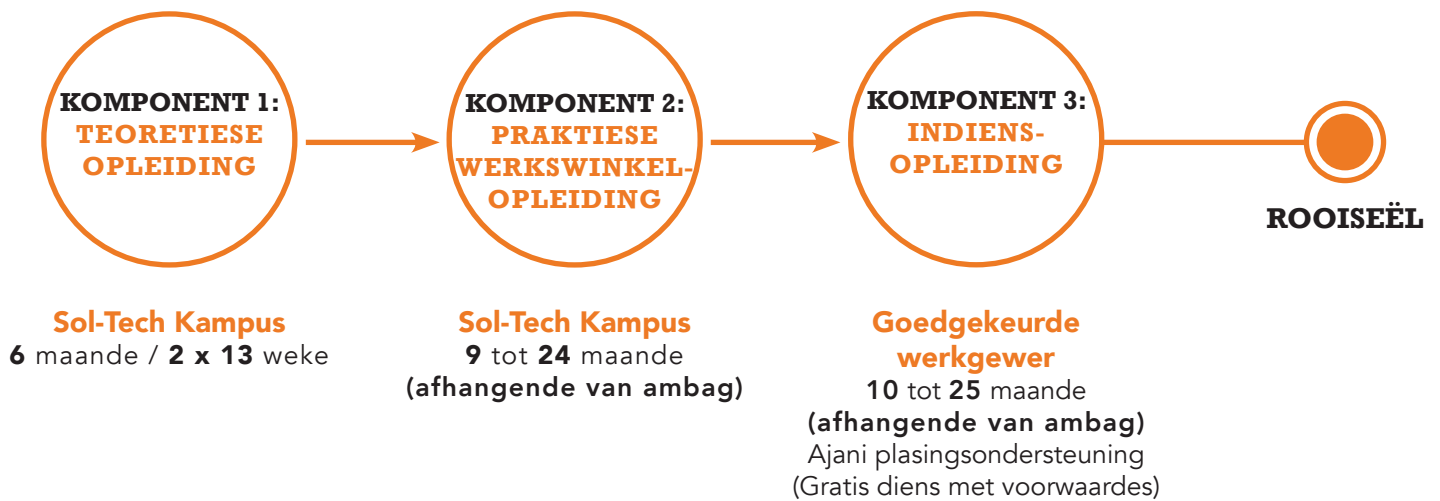 KOMPONENT 1:
TEORETIESE
OPLEIDING
KOMPONENT 2:
PRAKTIESE
WERKSWINKEL-
OPLEIDING
KOMPONENT 3:
INDIENS-
OPLEIDING
ROOISEËL
Sol-Tech Kampus
6 maande / 2 x 13 weke
Sol-Tech Kampus
9 tot 24 maande
(afhangende van ambag)
Goedgekeurde
werkgewer
10 tot 25 maande
(afhangende van ambag)
Ajani plasingsondersteuning
(Gratis diens met voorwaardes)